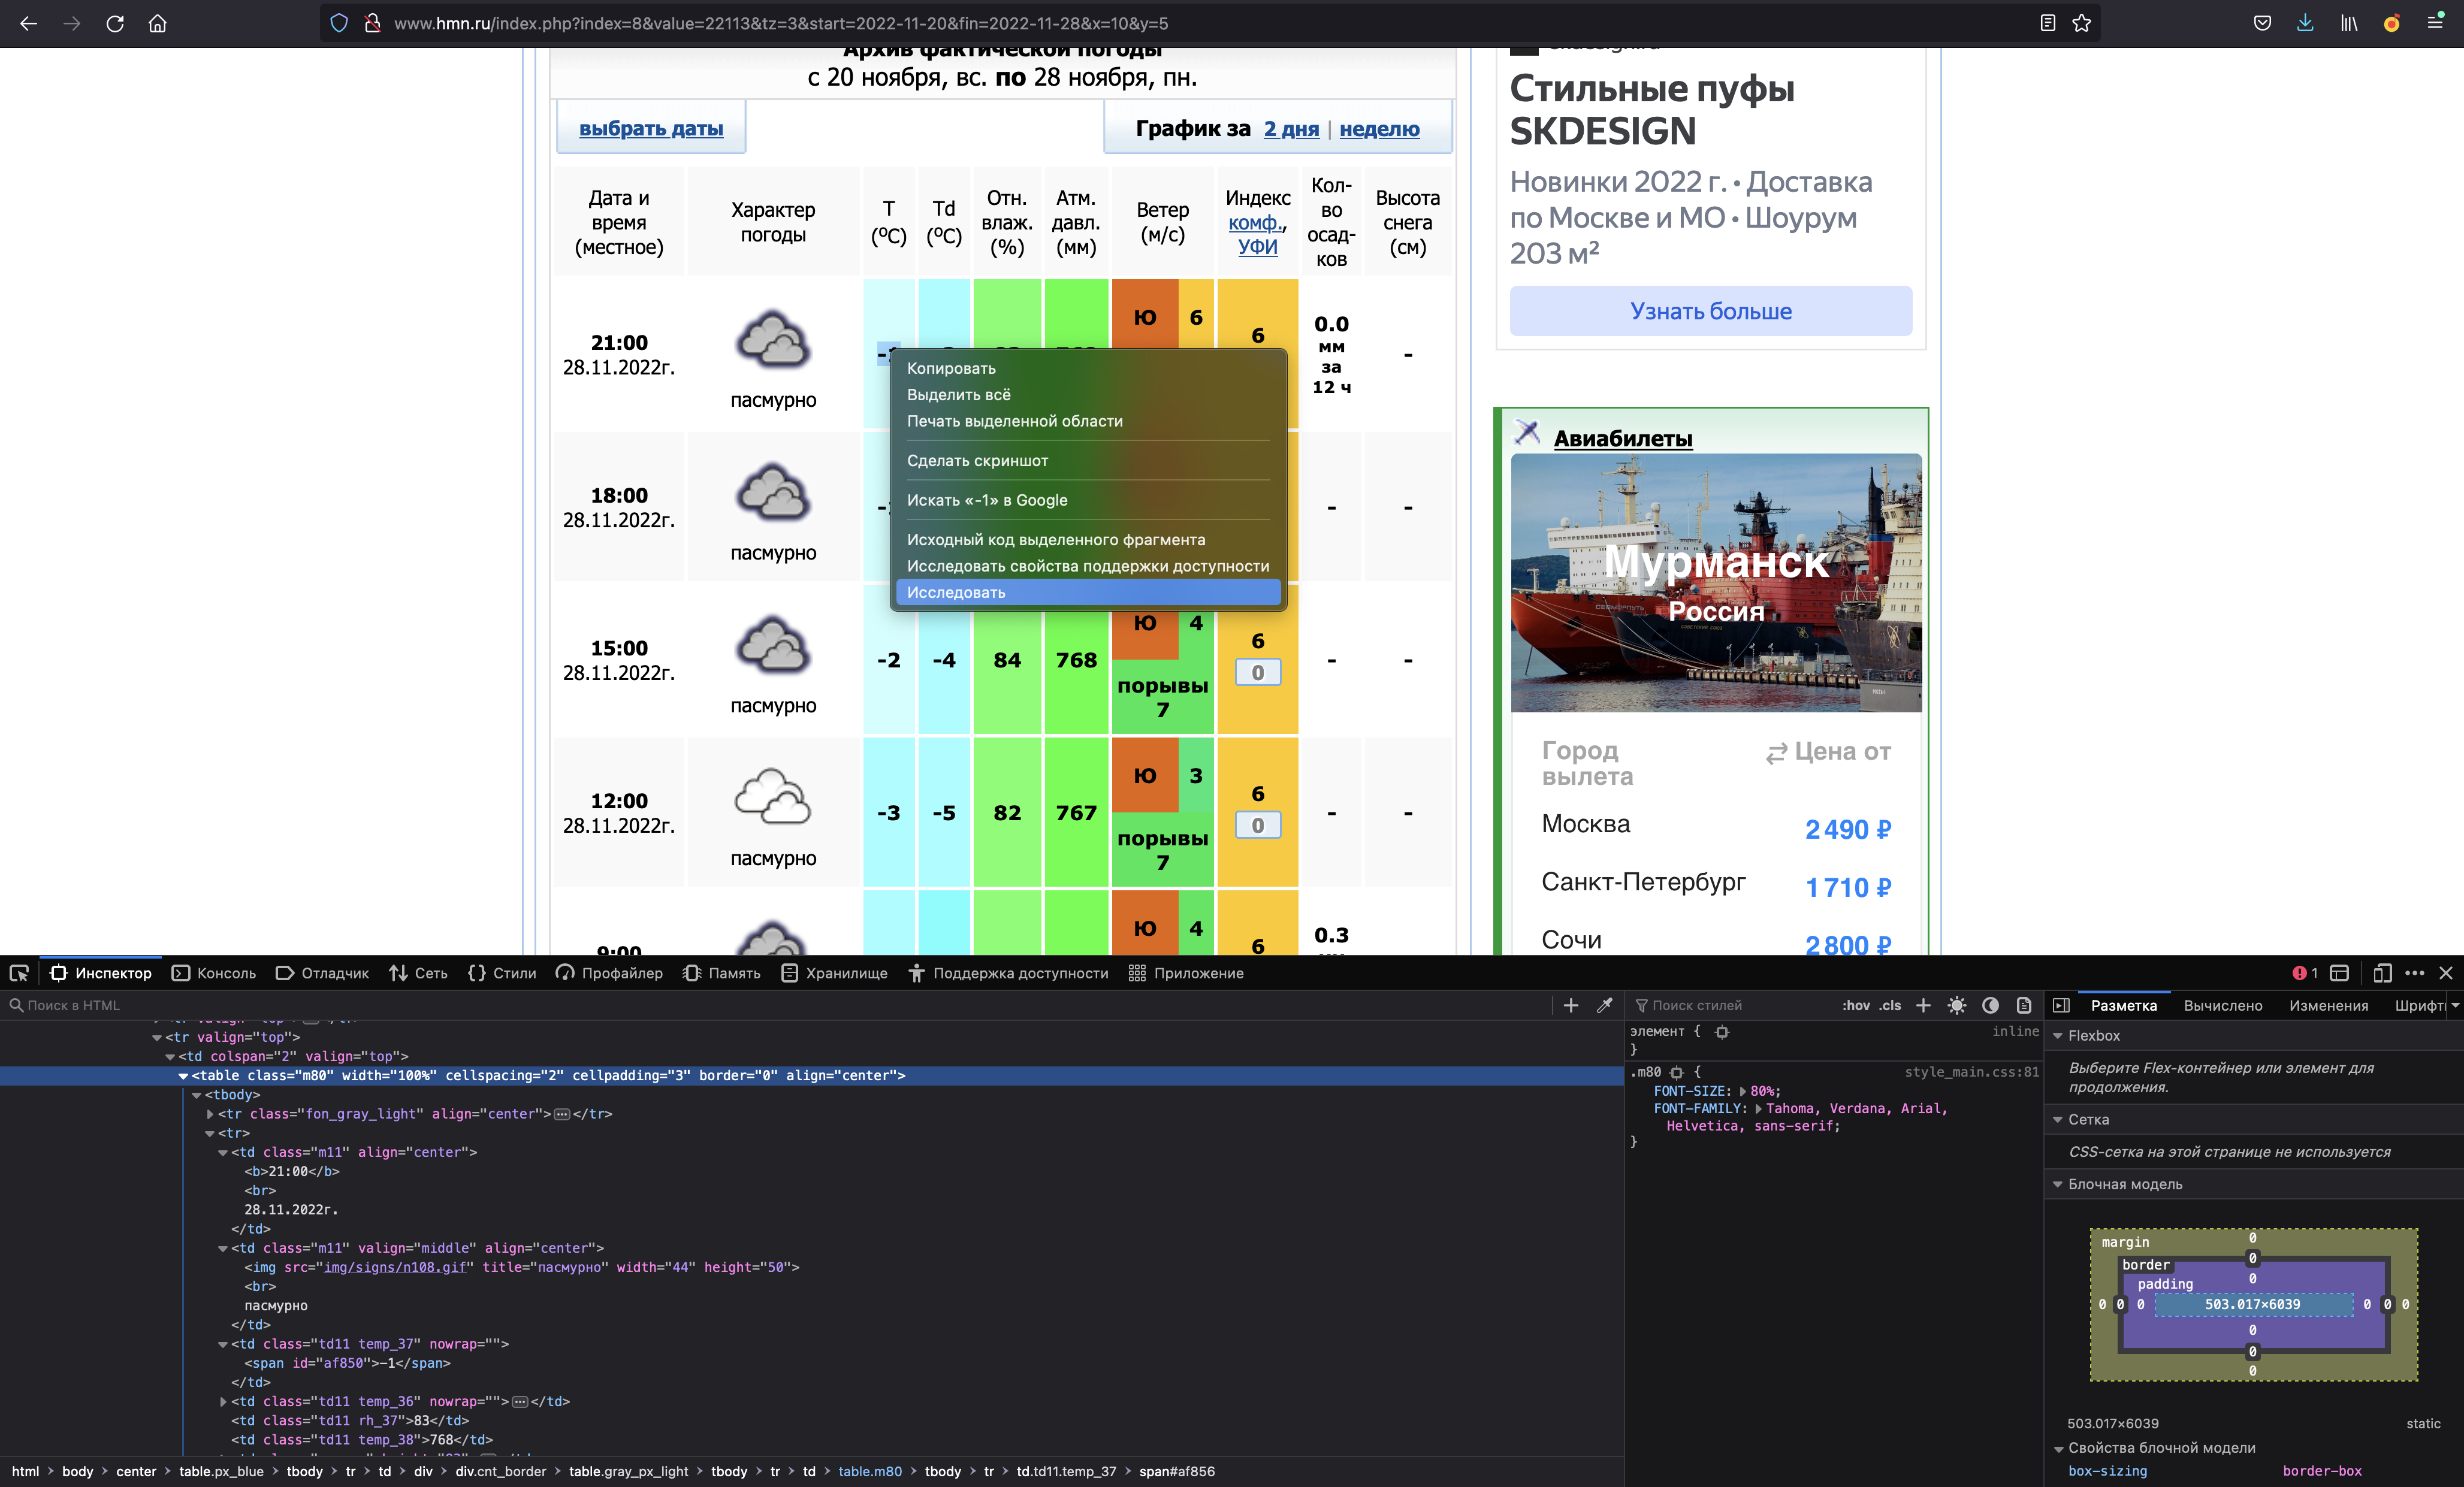 www.hmn.ru/index.php?index=8&value=22113&tz=3&start=2022-11-20&fin=2022-11-28&x=10&y=5
Архив фактической погоды
с 20 ноября, вс. по 28 ноября, пн.
выбрать даты
График за 2 дня | неделю
Дата и время (местное)
Характер погоды
T (ºC)
Td (ºC)
Отн. влаж. (%)
Атм. давл. (мм)
Ветер (м/с)
Индекс комф., УФИ
Кол-во осад-ков
Высота снега (см)
21:00
28.11.2022г.
пасмурно
Ю 6
6
0.0 мм за 12 ч
-
18:00
28.11.2022г.
пасмурно
-
-
15:00
28.11.2022г.
пасмурно
-2
-4
84
768
Ю 4
порывы 7
6
0
-
-
12:00
28.11.2022г.
пасмурно
-3
-5
82
767
Ю 3
порывы 7
6
0
-
-
9:00
Ю 4
6
0.3
Копировать
Выделить всё
Печать выделенной области
Сделать скриншот
Искать «-1» в Google
Исходный код выделенного фрагмента
Исследовать свойства поддержки доступности
Исследовать
Стильные пуфы
SKDESIGN
Новинки 2022 г. • Доставка
по Москве и МО • Шоурум
203 м²
Узнать больше
Авиабилеты
Мурманск
Россия
Город вылета
Цена от
Москва 2 490 ₽
Санкт-Петербург 1 710 ₽
Сочи 2 800 ₽
Инспектор Консоль Отладчик Сеть Стили Профайлер Память Хранилище Поддержка доступности Приложение
1
Поиск в HTML
<tr valign="top">
<td colspan="2" valign="top">
<table class="m80" width="100%" cellspacing="2" cellpadding="3" border="0" align="center">
<tbody>
<tr class="fon_gray_light" align="center"></tr>
<tr>
<td class="m11" align="center">
<b>21:00</b>
<br>
28.11.2022г.
</td>
<td class="m11" valign="middle" align="center">
<img src="img/signs/n108.gif" title="пасмурно" width="44" height="50">
<br>
пасмурно
</td>
<td class="td11 temp_37" nowrap="">
<span id="af850">-1</span>
</td>
<td class="td11 temp_36" nowrap=""></td>
<td class="td11 rh_37">83</td>
<td class="td11 temp_38">768</td>
html > body > center > table.px_blue > tbody > tr > td > div > div.cnt_border > table.gray_px_light > tbody > tr > td > table.m80 > tbody > tr > td.td11.temp_37 > span#af856
Поиск стилей
:hov .cls
элемент { inline
}
.m80 { style_main.css:81
FONT-SIZE: 80%;
FONT-FAMILY: Tahoma, Verdana, Arial,
Helvetica, sans-serif;
}
Разметка Вычислено Изменения
Flexbox
Выберите Flex-контейнер или элемент для
продолжения.
Сетка
CSS-сетка на этой странице не используется
Блочная модель
margin 0
border 0
padding 0
0 0 0 503.017×6039 0 0 0
0
0
0
503.017×6039 static
Свойства блочной модели
box-sizing border-box